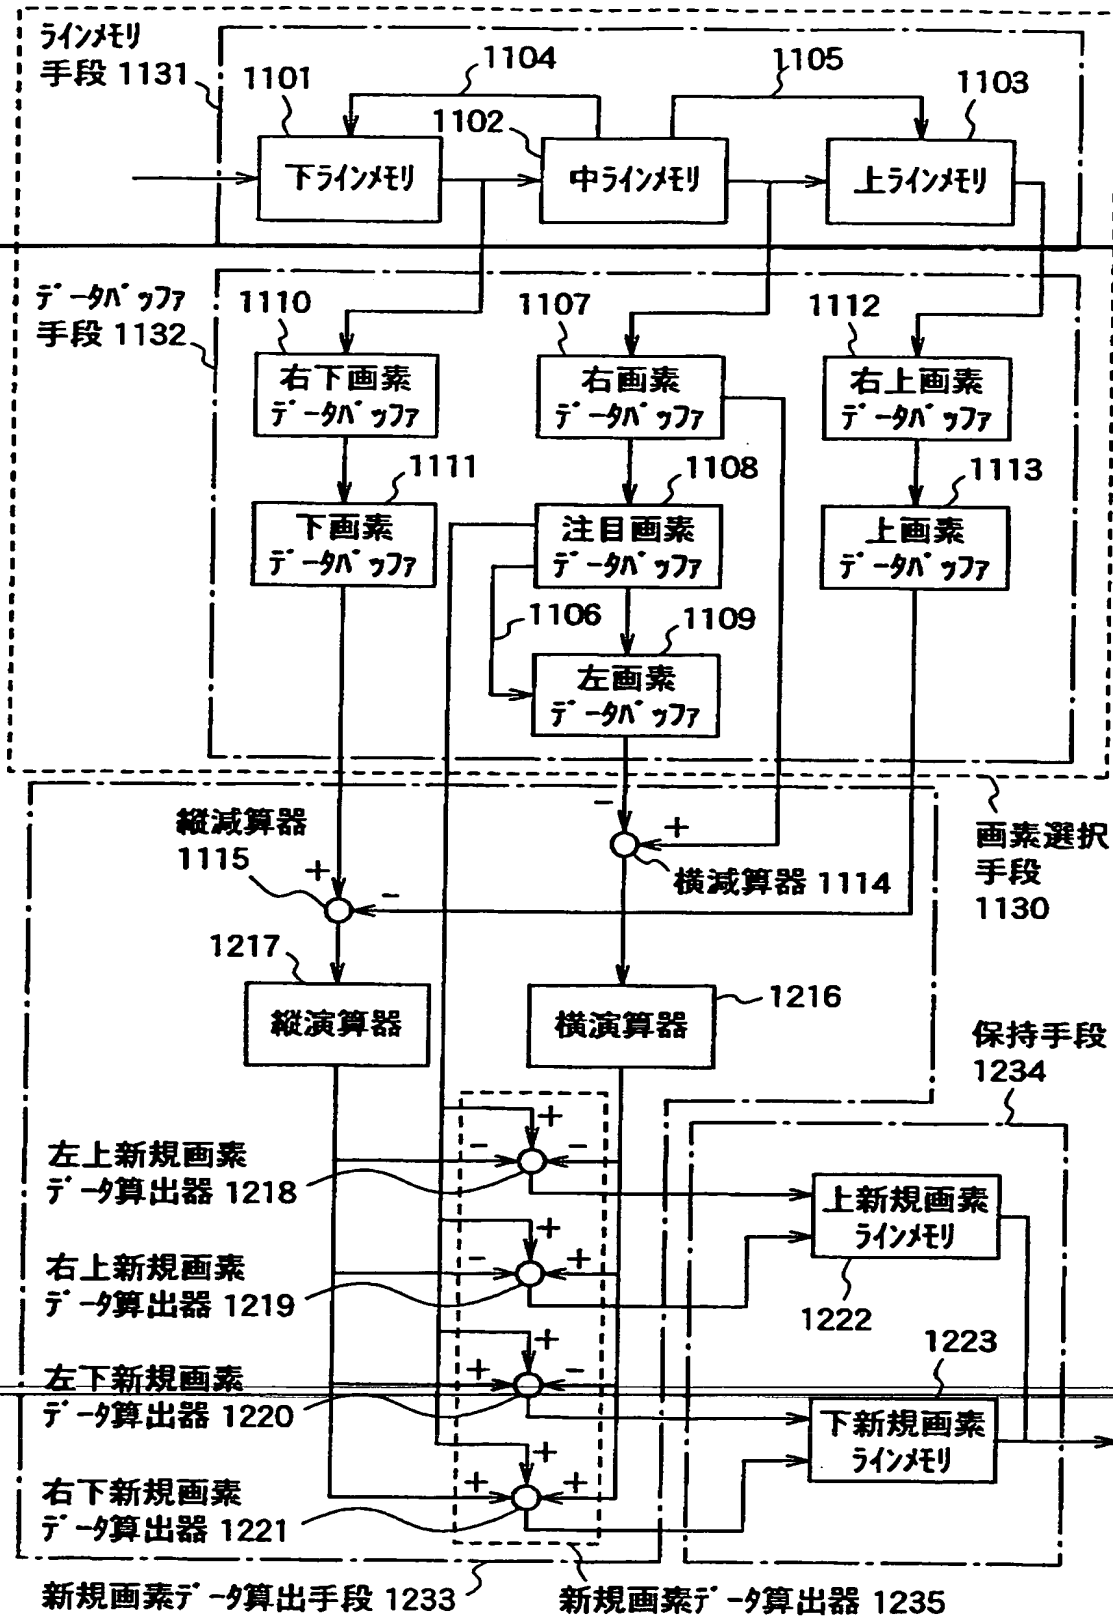 ラインメモリ
手段 1131
1101
1104
1102
1105
1103
下ラインメモリ
中ラインメモリ
上ラインメモリ
データバッファ
手段 1132
1110
1107
1112
右下画素
データバッファ
右画素
データバッファ
右上画素
データバッファ
1111
1108
1113
下画素
データバッファ
注目画素
データバッファ
上画素
データバッファ
1106
1109
左画素
データバッファ
縦減算器
1115
+
-
-
+
横減算器 1114
画素選択
手段
1130
1217
縦演算器
1216
横演算器
保持手段
1234
左上新規画素
データ算出器 1218
-
+
-
上新規画素
ラインメモリ
1222
右上新規画素
データ算出器 1219
-
+
+
左下新規画素
データ算出器 1220
+
+
-
1223
下新規画素
ラインメモリ
右下新規画素
データ算出器 1221
+
+
+
新規画素データ算出手段 1233
新規画素データ算出器 1235